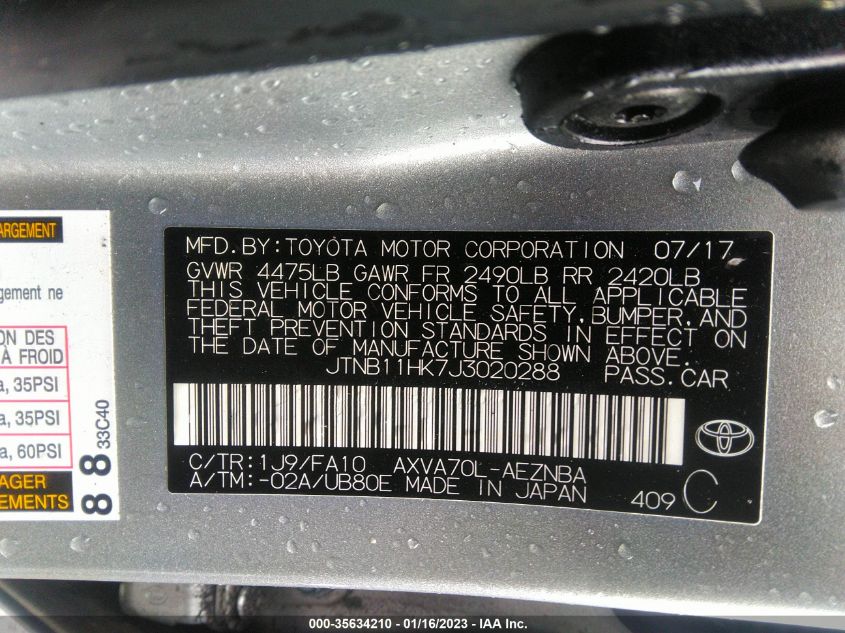 ARGEMENT
gement ne
ON DES
À FROID
a, 35PSI
a, 35PSI
a, 60PSI
AGER
EMENTS
8 8 33C40
MFD.BY:TOYOTA MOTOR CORPORATION 07/17
GVWR 4475LB GAWR FR 2490LB RR 2420LB
THIS VEHICLE CONFORMS TO ALL APPLICABLE
FEDERAL MOTOR VEHICLE SAFETY,BUMPER,AND
THEFT PREVENTION STANDARDS IN EFFECT ON
THE DATE OF MANUFACTURE SHOWN ABOVE.
JTNB11HK7J3020288 PASS.CAR
C/TR:1J9/FA10 AXVA70L-AEZNBA
A/TM:-02A/UB80E MADE IN JAPAN
409 C
000-35634210 - 01/16/2023 - IAA Inc.